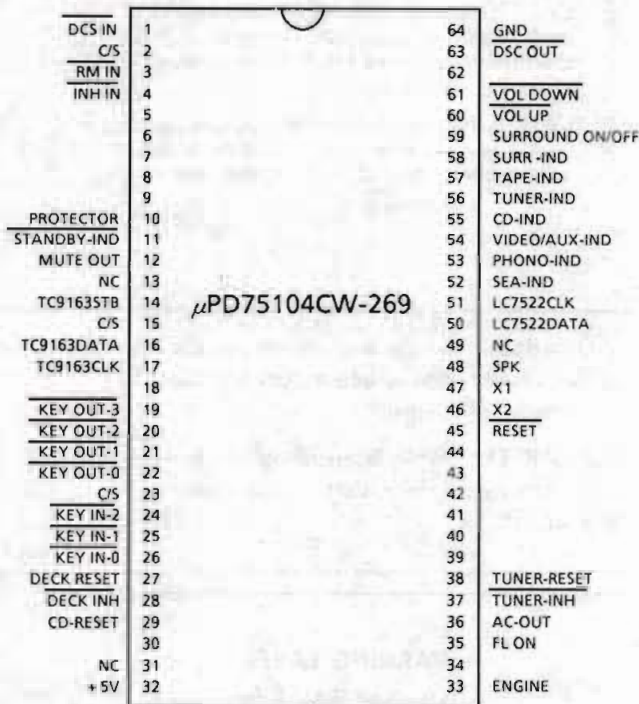 DCS IN 1 64 GND
C/S 2 63 DSC OUT
RM IN 3 62
INH IN 4 61 VOL DOWN
5 60 VOL UP
6 59 SURROUND ON/OFF
7 58 SURR-IND
8 57 TAPE-IND
9 56 TUNER-IND
PROTECTOR 10 55 CD-IND
STANDBY-IND 11 54 VIDEO/AUX-IND
MUTE OUT 12 53 PHONO-IND
NC 13 52 SEA-IND
μPD75104CW-269
TC9163STB 14 51 LC7522CLK
C/S 15 50 LC7522DATA
TC9163DATA 16 49 NC
TC9163CLK 17 48 SPK
18 47 X1
KEY OUT-3 19 46 X2
KEY OUT-2 20 45 RESET
KEY OUT-1 21 44
KEY OUT-0 22 43
C/S 23 42
KEY IN-2 24 41
KEY IN-1 25 40
KEY IN-0 26 39
DECK RESET 27 38 TUNER-RESET
DECK INH 28 37 TUNER-INH
CD-RESET 29 36 AC-OUT
30 35 FL ON
NC 31 34
+5V 32 33 ENGINE